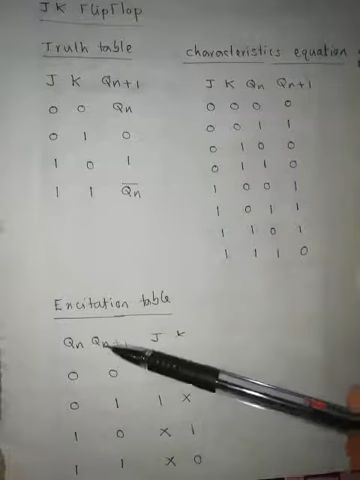 JK FlipFlop
Truth table
J K Qn+1
0 0 Qn
0 1 0
1 0 1
1 1 Q̅n
characteristics equation
J K Qn Qn+1
0 0 0 0
0 0 1 1
0 1 0 0
0 1 1 0
1 0 0 1
1 0 1 1
1 1 0 1
1 1 1 0
Excitation table
Qn Qn+1 J K
0 0
0 1 1 X
1 0 X 1
1 1 X 0